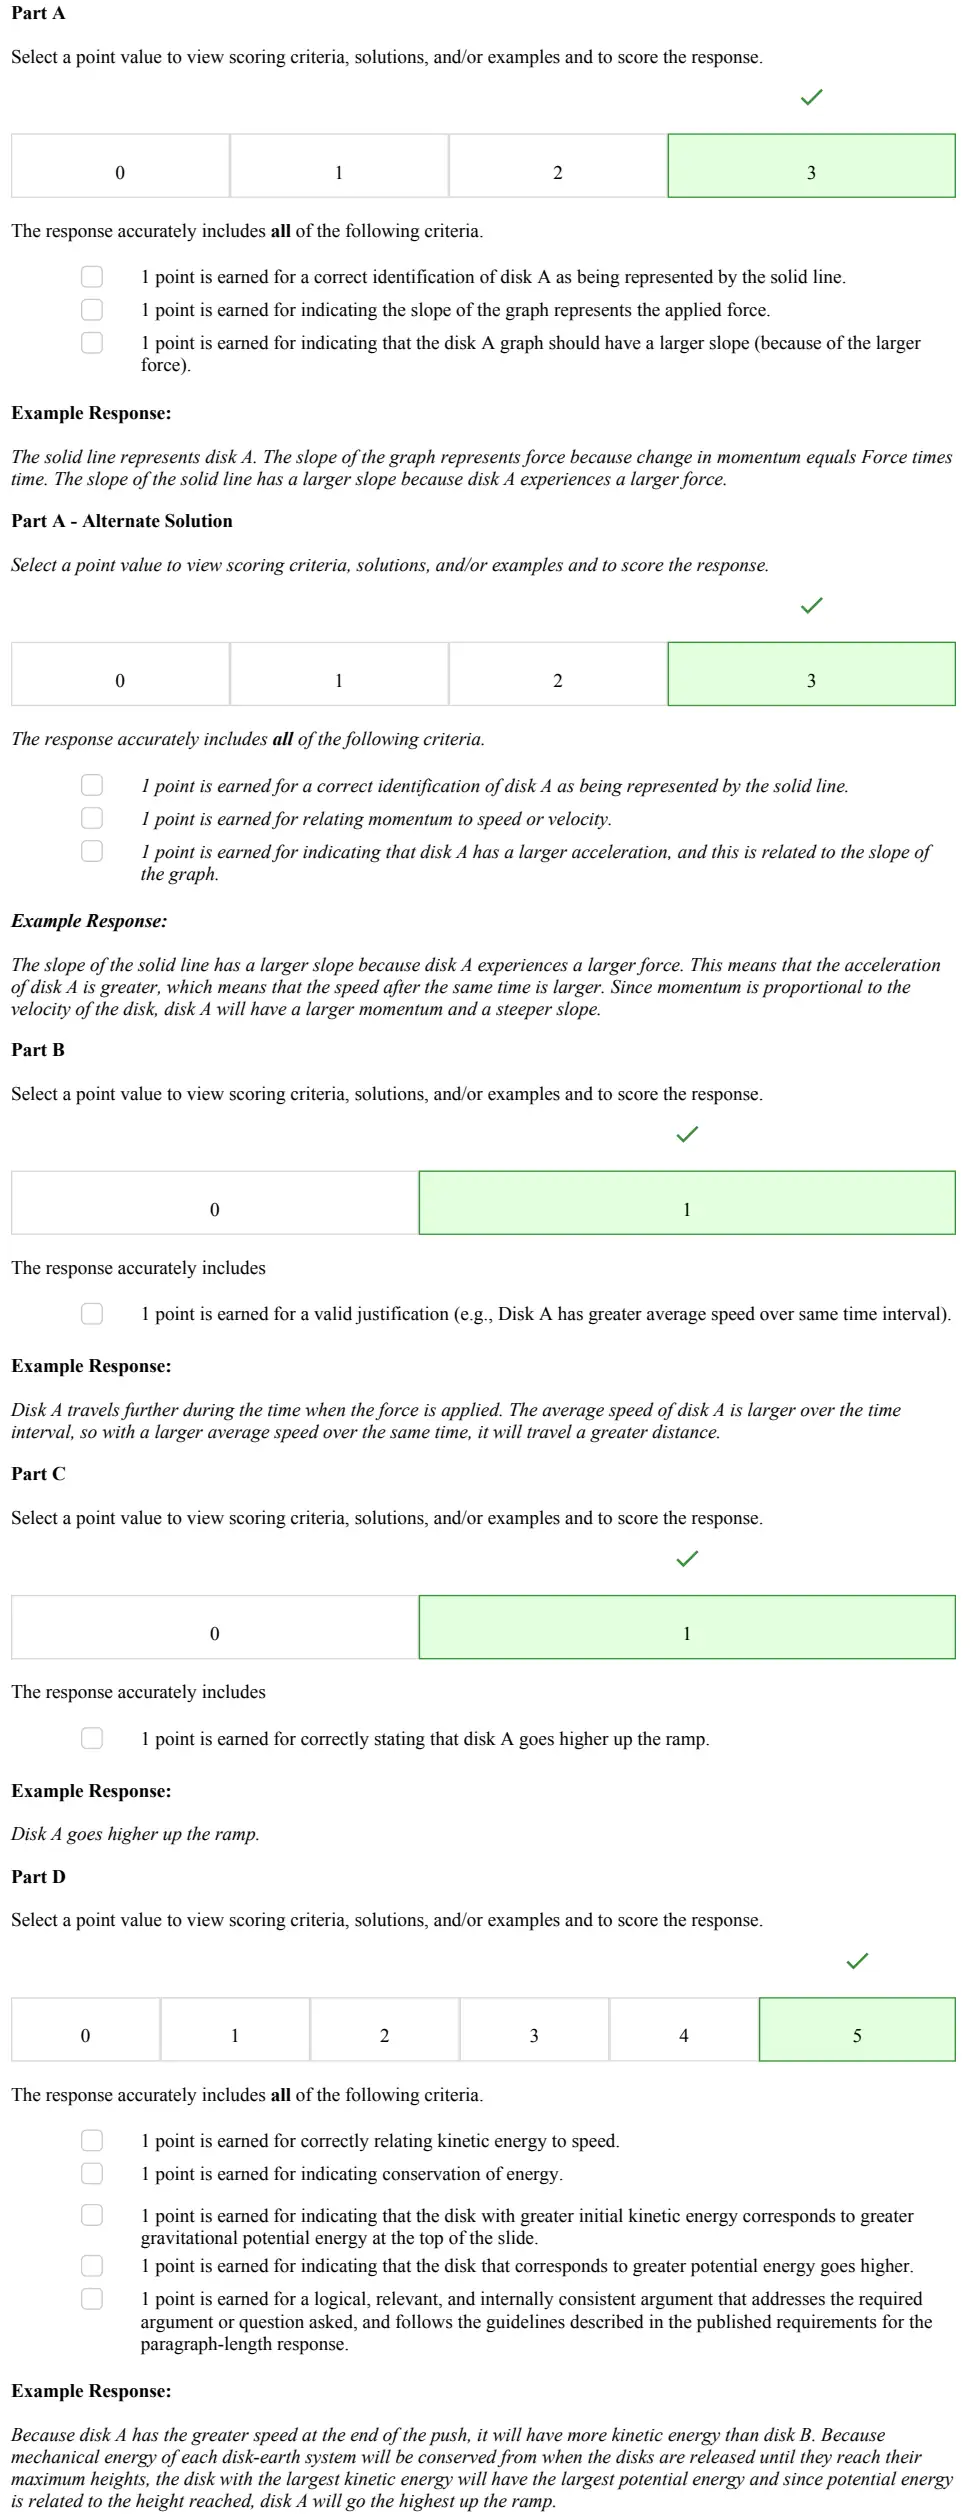 Part A
Select a point value to view scoring criteria, solutions, and/or examples and to score the response.
0 1 2 3
The response accurately includes all of the following criteria.
1 point is earned for a correct identification of disk A as being represented by the solid line.
1 point is earned for indicating the slope of the graph represents the applied force.
1 point is earned for indicating that the disk A graph should have a larger slope (because of the larger
force).
Example Response:
The solid line represents disk A. The slope of the graph represents force because change in momentum equals Force times
time. The slope of the solid line has a larger slope because disk A experiences a larger force.
Part A - Alternate Solution
Select a point value to view scoring criteria, solutions, and/or examples and to score the response.
0 1 2 3
The response accurately includes all of the following criteria.
1 point is earned for a correct identification of disk A as being represented by the solid line.
1 point is earned for relating momentum to speed or velocity.
1 point is earned for indicating that disk A has a larger acceleration, and this is related to the slope of
the graph.
Example Response:
The slope of the solid line has a larger slope because disk A experiences a larger force. This means that the acceleration
of disk A is greater, which means that the speed after the same time is larger. Since momentum is proportional to the
velocity of the disk, disk A will have a larger momentum and a steeper slope.
Part B
Select a point value to view scoring criteria, solutions, and/or examples and to score the response.
0 1
The response accurately includes
1 point is earned for a valid justification (e.g., Disk A has greater average speed over same time interval).
Example Response:
Disk A travels further during the time when the force is applied. The average speed of disk A is larger over the time
interval, so with a larger average speed over the same time, it will travel a greater distance.
Part C
Select a point value to view scoring criteria, solutions, and/or examples and to score the response.
0 1
The response accurately includes
1 point is earned for correctly stating that disk A goes higher up the ramp.
Example Response:
Disk A goes higher up the ramp.
Part D
Select a point value to view scoring criteria, solutions, and/or examples and to score the response.
0 1 2 3 4 5
The response accurately includes all of the following criteria.
1 point is earned for correctly relating kinetic energy to speed.
1 point is earned for indicating conservation of energy.
1 point is earned for indicating that the disk with greater initial kinetic energy corresponds to greater
gravitational potential energy at the top of the slide.
1 point is earned for indicating that the disk that corresponds to greater potential energy goes higher.
1 point is earned for a logical, relevant, and internally consistent argument that addresses the required
argument or question asked, and follows the guidelines described in the published requirements for the
paragraph-length response.
Example Response:
Because disk A has the greater speed at the end of the push, it will have more kinetic energy than disk B. Because
mechanical energy of each disk-earth system will be conserved from when the disks are released until they reach their
maximum heights, the disk with the largest kinetic energy will have the largest potential energy and since potential energy
is related to the height reached, disk A will go the highest up the ramp.